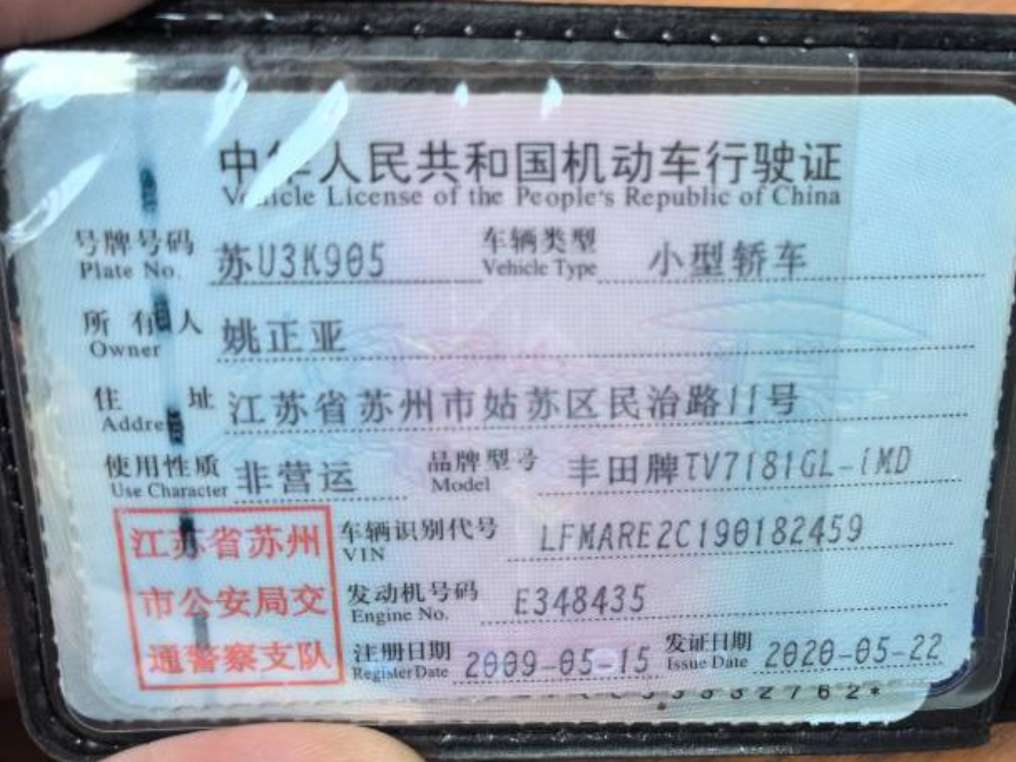 中华人民共和国机动车行驶证
Vehicle License of the People's Republic of China
号牌号码 苏U3K905 车辆类型 小型轿车
Plate No. Vehicle Type
所有人 姚正亚
Owner
住址 江苏省苏州市姑苏区民治路11号
Address
使用性质 非营运 品牌型号 丰田牌TV7181GL-iMD
Use Character Model
江苏省苏州
市公安局交
通警察支队
车辆识别代号 LFMARE2C190182459
VIN
发动机号码 E348435
Engine No.
注册日期 2009-05-15 发证日期 2020-05-22
Register Date Issue Date